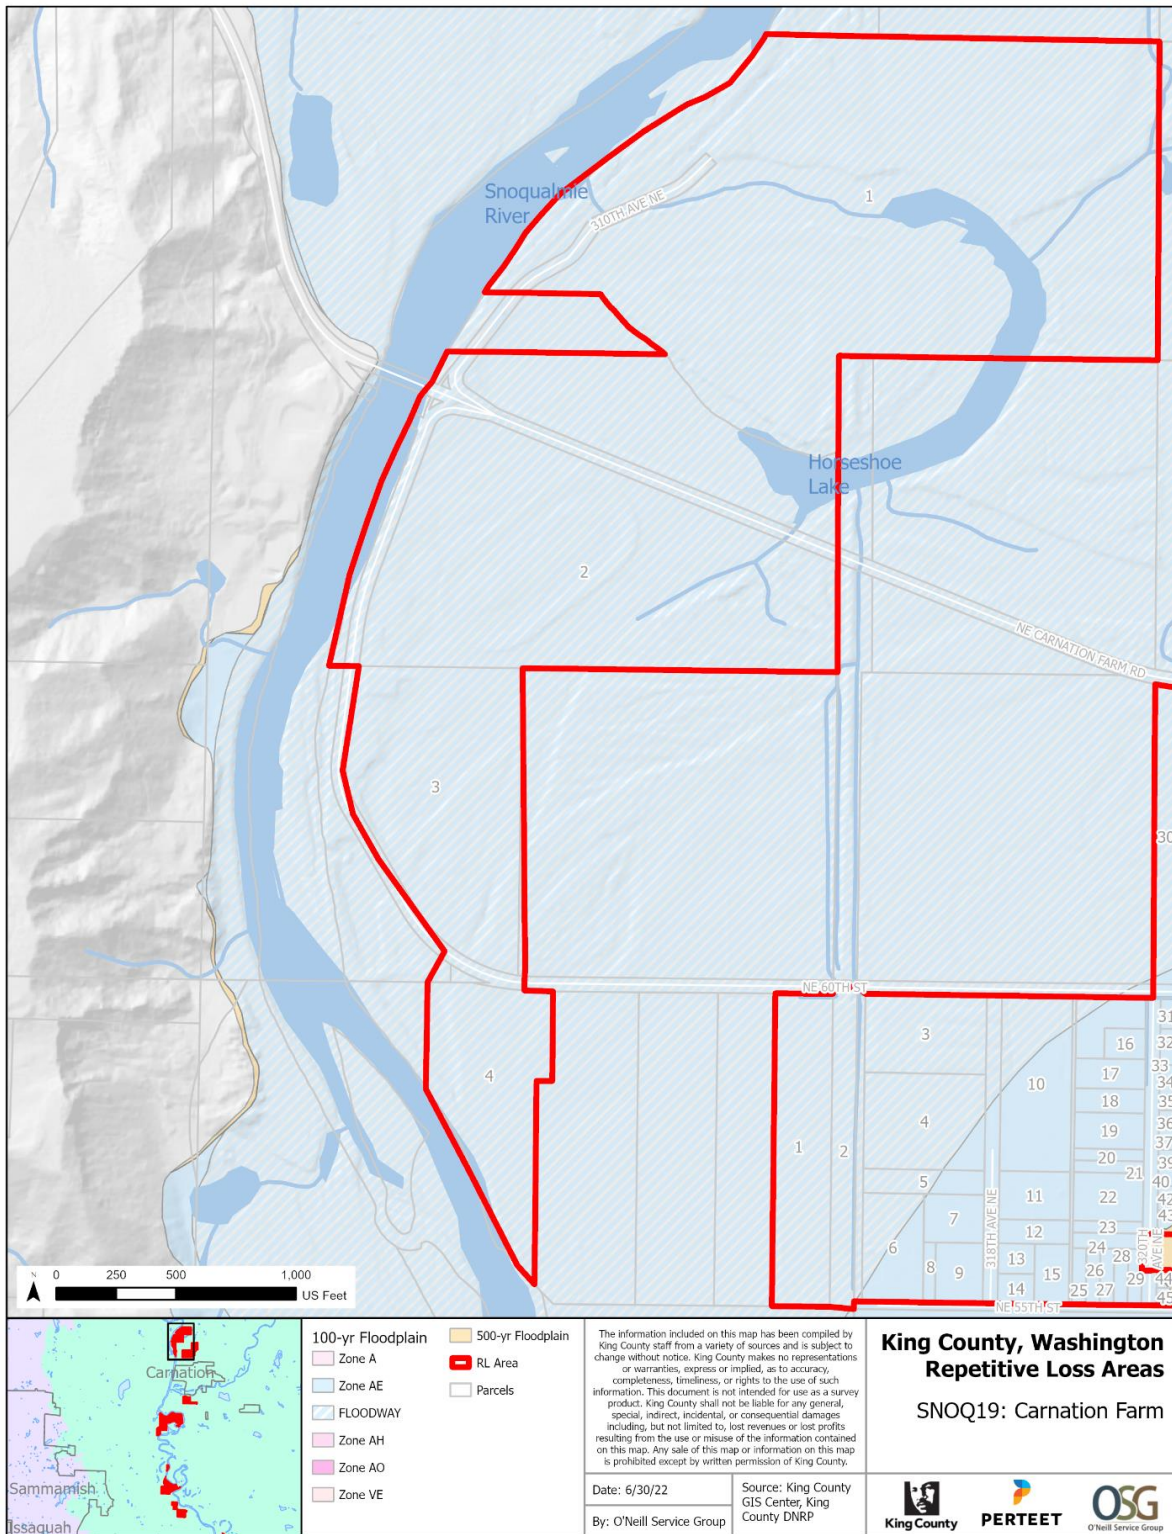 Snoqualmie
River
310TH AVE NE
1
Horseshoe
Lake
2
NE CARNATION FARM RD
3
30
NE 60TH ST
4
1
2
3
4
5
6
7
8
9
10
11
12
13
14
15
16
17
18
19
20
21
22
23
24
25
26
27
28
29
31
32
33
34
35
36
37
39
40
42
43
44
45
318TH AVE NE
320TH
AVE NE
NE 55TH ST
N
0 250 500 1,000
US Feet
Carnation
Sammamish
Issaquah
100-yr Floodplain
Zone A
Zone AE
FLOODWAY
Zone AH
Zone AO
Zone VE
500-yr Floodplain
RL Area
Parcels
The information included on this map has been compiled by
King County staff from a variety of sources and is subject to
change without notice. King County makes no representations
or warranties, express or implied, as to accuracy,
completeness, timeliness, or rights to the use of such
information. This document is not intended for use as a survey
product. King County shall not be liable for any general,
special, indirect, incidental, or consequential damages
including, but not limited to, lost revenues or lost profits
resulting from the use or misuse of the information contained
on this map. Any sale of this map or information on this map
is prohibited except by written permission of King County.
Date: 6/30/22
By: O'Neill Service Group
Source: King County
GIS Center, King
County DNRP
King County, Washington
Repetitive Loss Areas
SNOQ19: Carnation Farm
King County
PERTEET
OSG
O'Neill Service Group